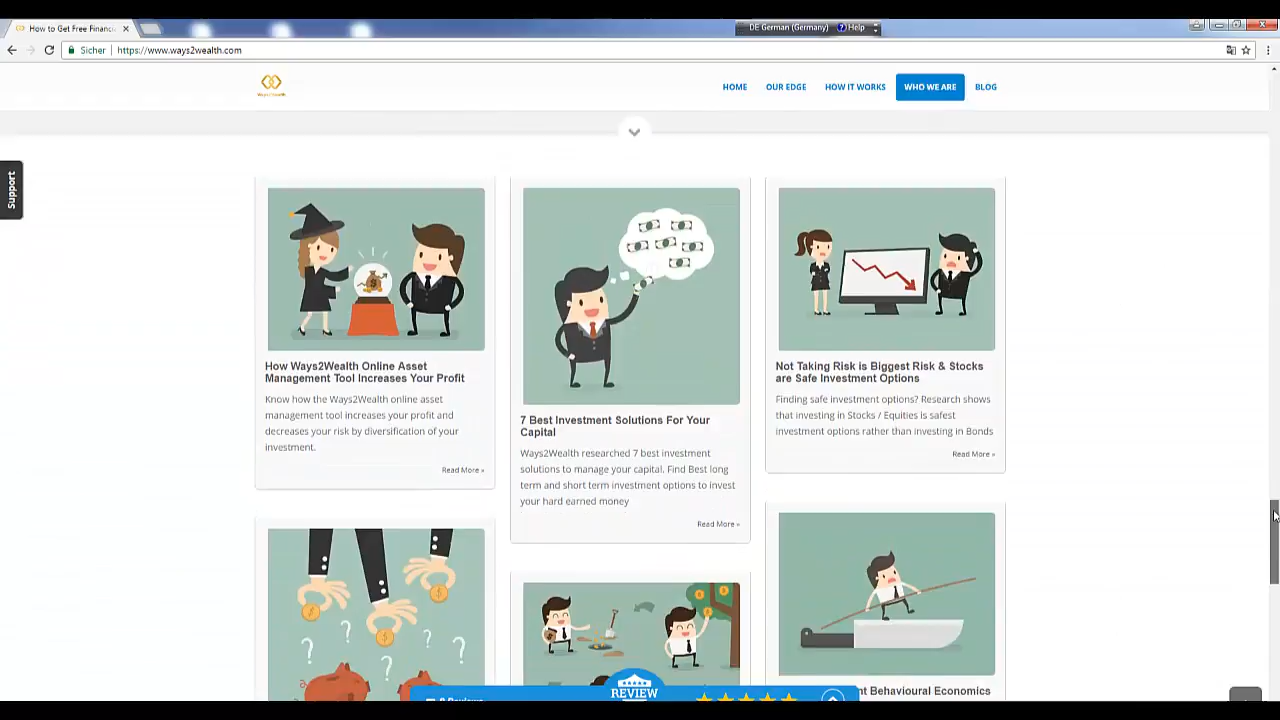 How to Get Free Financi
DE German (Germany) Help
Sicher https://www.ways2wealth.com
Ways2Wealth
HOME OUR EDGE HOW IT WORKS WHO WE ARE BLOG
Support
How Ways2Wealth Online Asset
Management Tool Increases Your Profit
Know how the Ways2Wealth online asset
management tool increases your profit and
decreases your risk by diversification of your
investment.
Read More »
7 Best Investment Solutions For Your
Capital
Ways2Wealth researched 7 best investment
solutions to manage your capital. Find Best long
term and short term investment options to invest
your hard earned money
Read More »
Not Taking Risk is Biggest Risk & Stocks
are Safe Investment Options
Finding safe investment options? Research shows
that investing in Stocks / Equities is safest
investment options rather than investing in Bonds
Read More »
Behavioural Economics
REVIEW